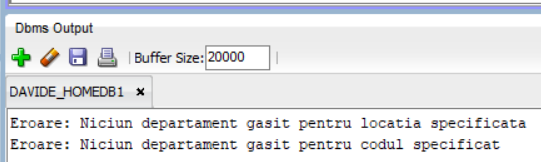 Dbms Output
Buffer Size: 20000
DAVIDE_HOMEDB1
Eroare: Niciun departament gasit pentru locatia specificata
Eroare: Niciun departament gasit pentru codul specificat